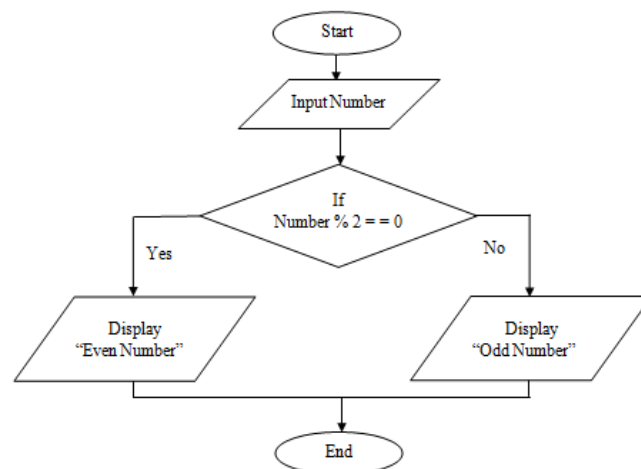 Start
Input Number
If
Number % 2 = = 0
Yes
No
Display
“Even Number”
Display
“Odd Number”
End